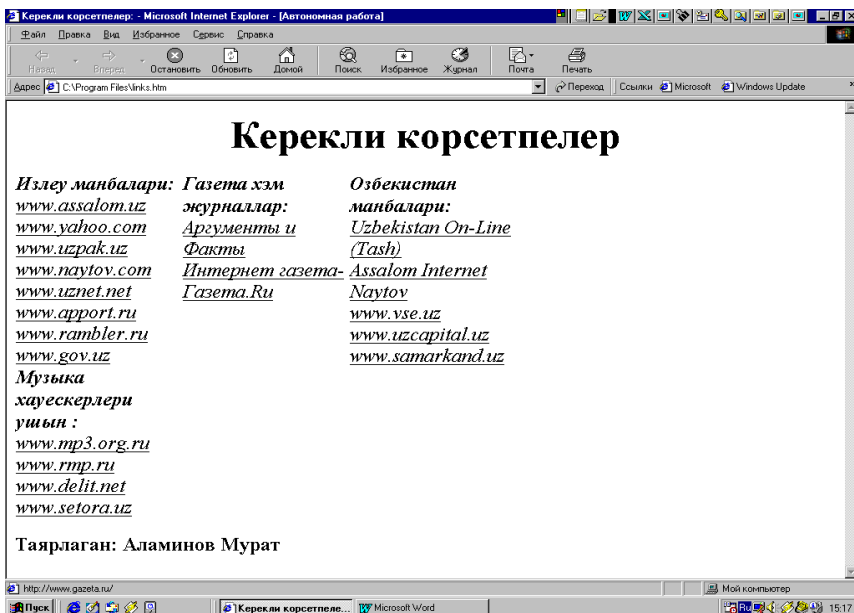 Керекли корсетпелер: - Microsoft Internet Explorer - [Автономная работа]
Файл Правка Вид Избранное Сервис Справка
Назад Вперед Остановить Обновить Домой Поиск Избранное Журнал Почта Печать
Адрес C:\Program Files\links.htm Переход Ссылки Microsoft Windows Update
Керекли корсетпелер
Излеу манбалари:
www.assalom.uz
www.yahoo.com
www.uzpak.uz
www.naytov.com
www.uznet.net
www.apport.ru
www.rambler.ru
www.gov.uz
Музыка
хауескерлери
ушын :
www.mp3.org.ru
www.rmp.ru
www.delit.net
www.setora.uz
Газета хэм
журналлар:
Аргументы и
Факты
Интернет газета-
Газета.Ru
Озбекистан
манбалари:
Uzbekistan On-Line
(Tash)
Assalom Internet
Naytov
www.vse.uz
www.uzcapital.uz
www.samarkand.uz
Таярлаган: Аламинов Мурат
http://www.gazeta.ru/ Мой компьютер
Пуск Керекли корсетпеле... Microsoft Word Ru 15:17